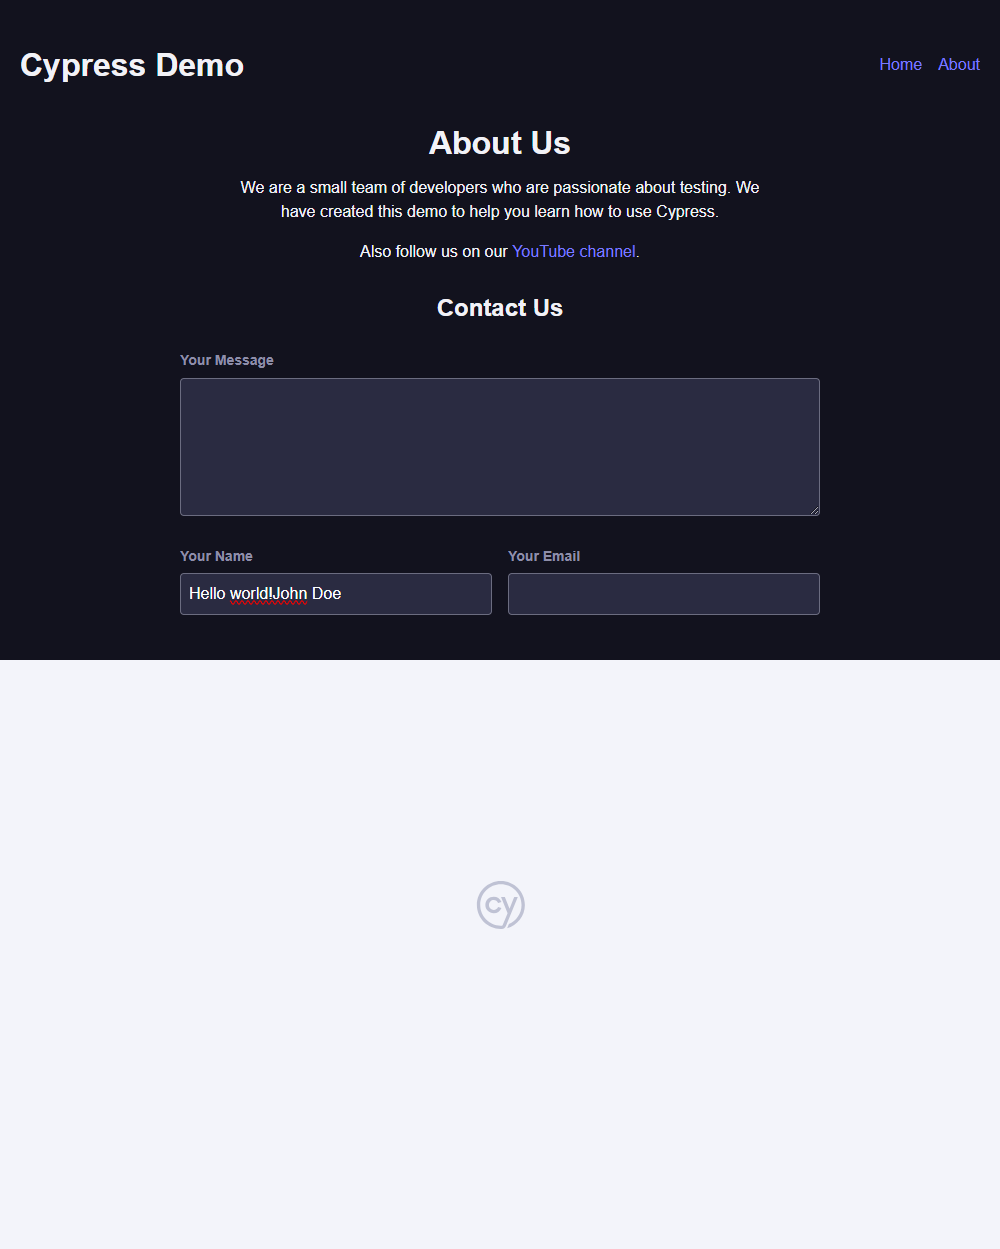 Cypress Demo
Home About
About Us
We are a small team of developers who are passionate about testing. We
have created this demo to help you learn how to use Cypress.
Also follow us on our YouTube channel.
Contact Us
Your Message
Your Name Your Email
Hello world!John Doe
cy